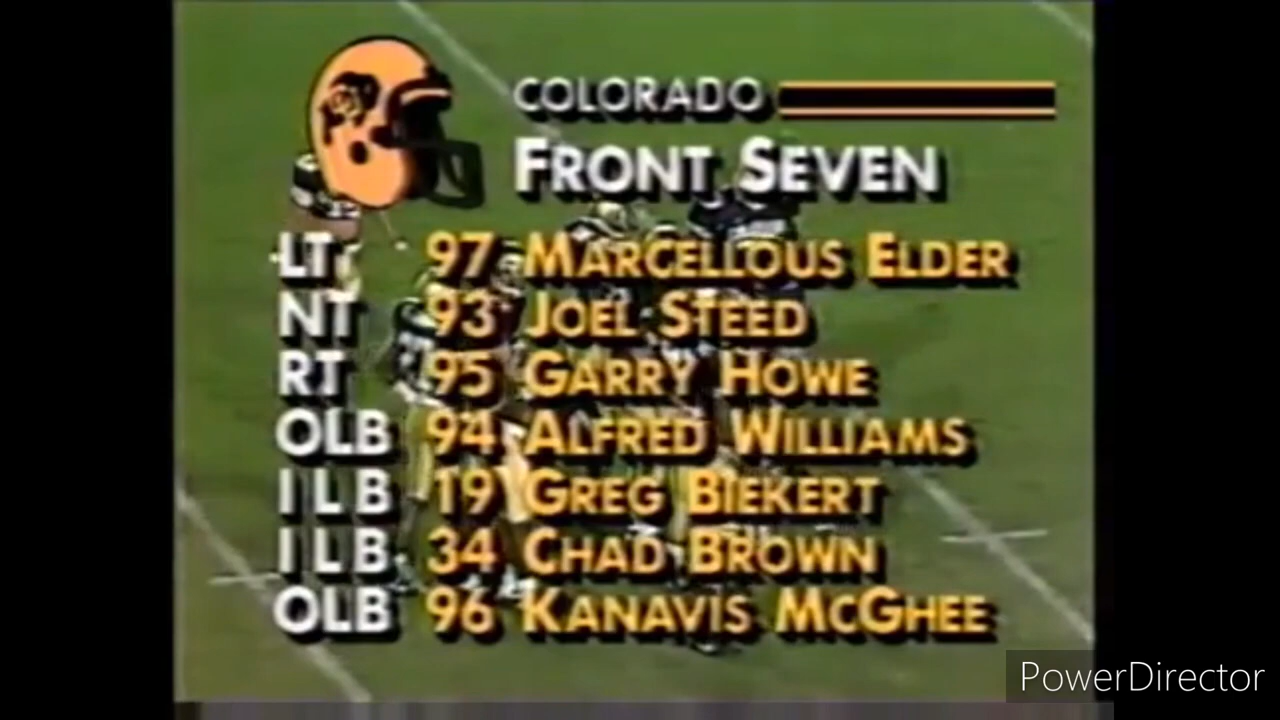 COLORADO
FRONT SEVEN
LT 97 MARCELLOUS ELDER
NT 93 JOEL STEED
RT 95 GARRY HOWE
OLB 94 ALFRED WILLIAMS
ILB 19 GREG BIEKERT
ILB 34 CHAD BROWN
OLB 96 KANAVIS MCGHEE
PowerDirector